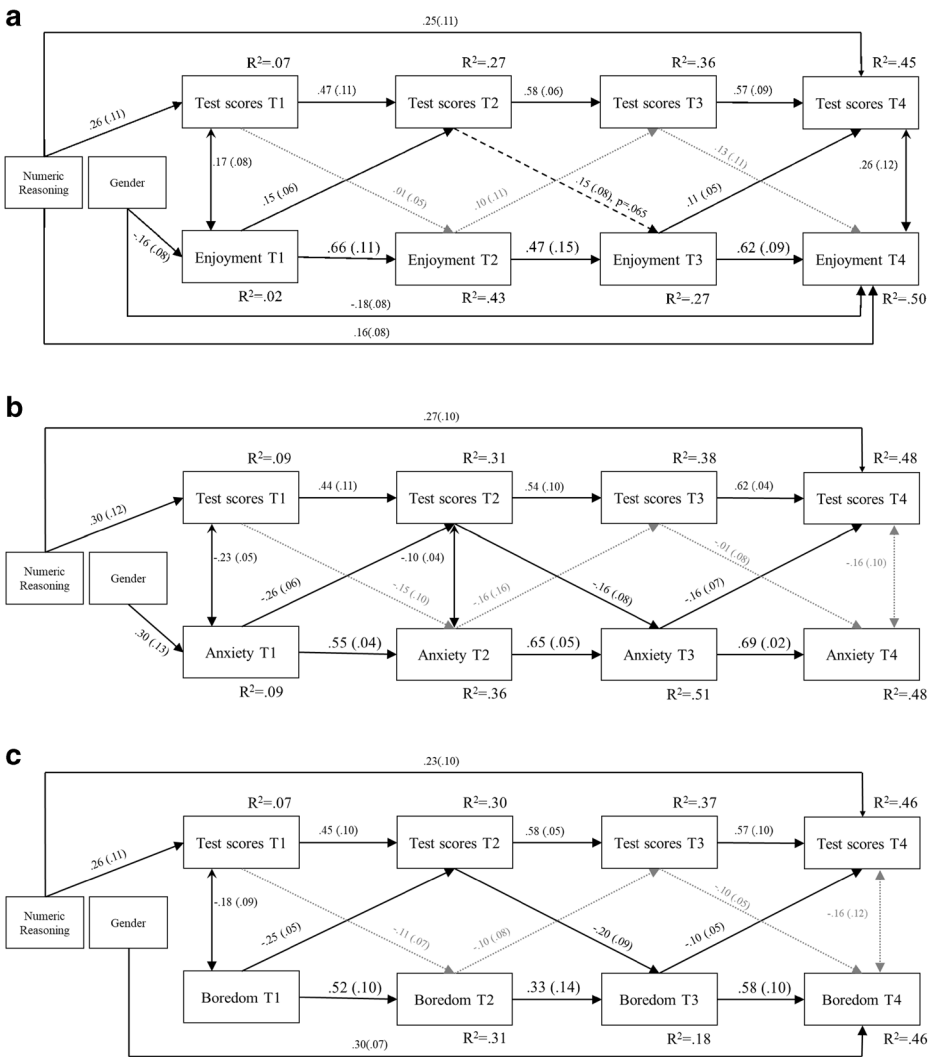 a
.25(.11)
R²=.07
R²=.27
R²=.36
R²=.45
Test scores T1
.47 (.11)
Test scores T2
.58 (.06)
Test scores T3
.57 (.09)
Test scores T4
.26 (.11)
.17 (.08)
.15 (.06)
.01 (.05)
.10 (.11)
.15 (.08), p=.065
.11 (.05)
.13 (.11)
.26 (.12)
Numeric
Reasoning
Gender
-.16 (.08)
Enjoyment T1
.66 (.11)
Enjoyment T2
.47 (.15)
Enjoyment T3
.62 (.09)
Enjoyment T4
R²=.02
R²=.43
R²=.27
R²=.50
-.18(.08)
.16(.08)
b
.27(.10)
R²=.09
R²=.31
R²=.38
R²=.48
Test scores T1
.44 (.11)
Test scores T2
.54 (.10)
Test scores T3
.62 (.04)
Test scores T4
.30 (.12)
-.23 (.05)
-.26 (.06)
-.15 (.10)
-.10 (.04)
-.16 (.16)
-.16 (.08)
-.16 (.07)
-.01 (.08)
-.16 (.10)
Numeric
Reasoning
Gender
.30 (.13)
Anxiety T1
.55 (.04)
Anxiety T2
.65 (.05)
Anxiety T3
.69 (.02)
Anxiety T4
R²=.09
R²=.36
R²=.51
R²=.48
c
.23(.10)
R²=.07
R²=.30
R²=.37
R²=.46
Test scores T1
.45 (.10)
Test scores T2
.58 (.05)
Test scores T3
.57 (.10)
Test scores T4
.26 (.11)
-.18 (.09)
-.25 (.05)
-.11 (.07)
-.10 (.08)
-.20 (.09)
-.10 (.05)
-.10 (.05)
-.16 (.12)
Numeric
Reasoning
Gender
Boredom T1
.52 (.10)
Boredom T2
.33 (.14)
Boredom T3
.58 (.10)
Boredom T4
R²=.31
R²=.18
R²=.46
.30(.07)